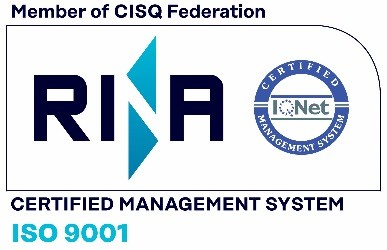 Member of CISQ Federation
RINA
CERTIFIED
IQNet
MANAGEMENT SYSTEM
CERTIFIED MANAGEMENT SYSTEM
ISO 9001